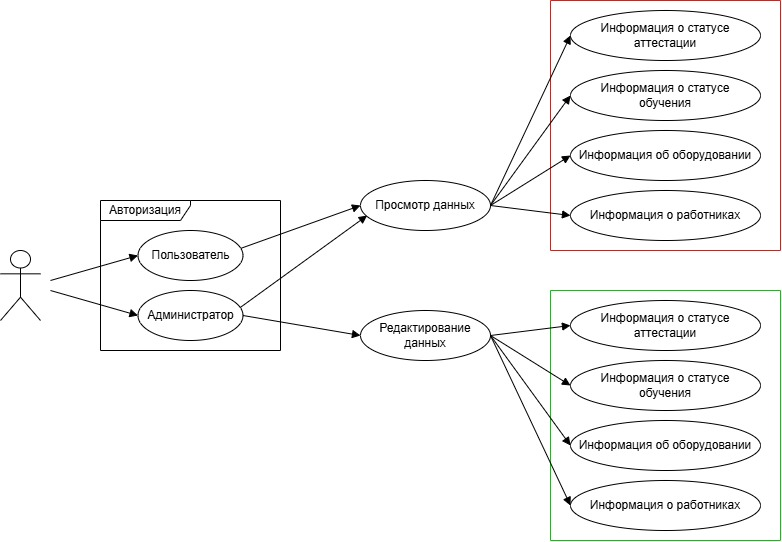 Авторизация
Пользователь
Администратор
Просмотр данных
Редактирование
данных
Информация о статусе
аттестации
Информация о статусе
обучения
Информация об оборудовании
Информация о работниках
Информация о статусе
аттестации
Информация о статусе
обучения
Информация об оборудовании
Информация о работниках